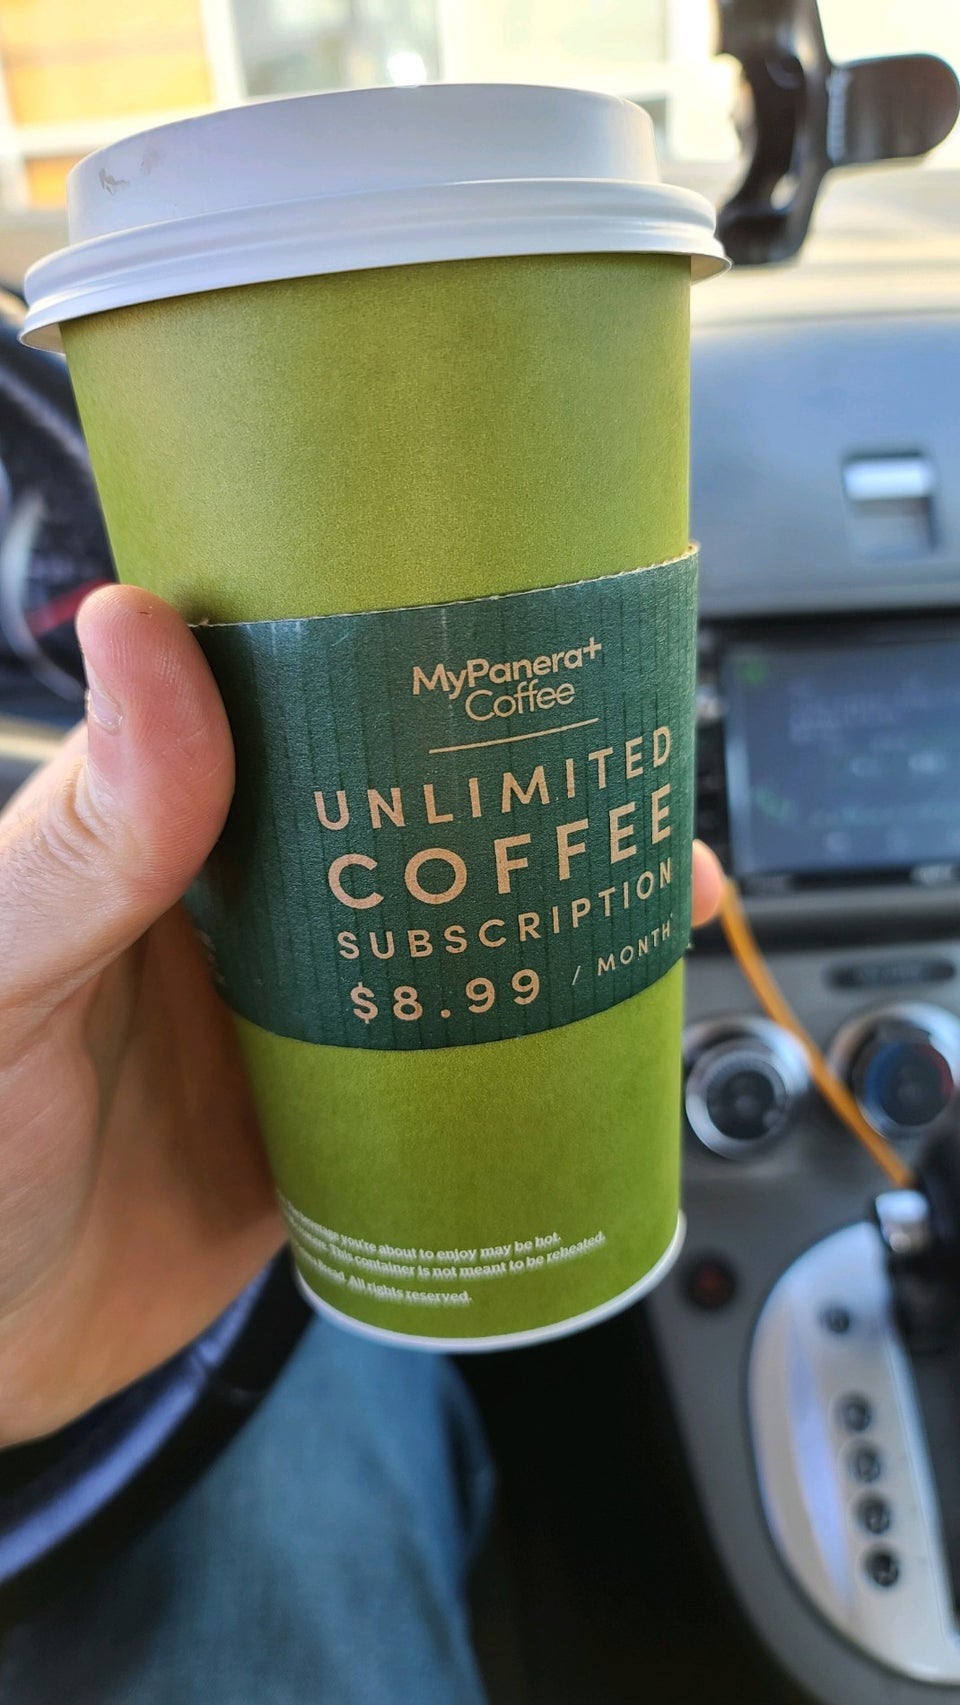 MyPanera+
Coffee
UNLIMITED
COFFEE
SUBSCRIPTION
$8.99 / MONTH
beverage you're about to enjoy may be hot.
This container is not meant to be reheated.
All rights reserved.